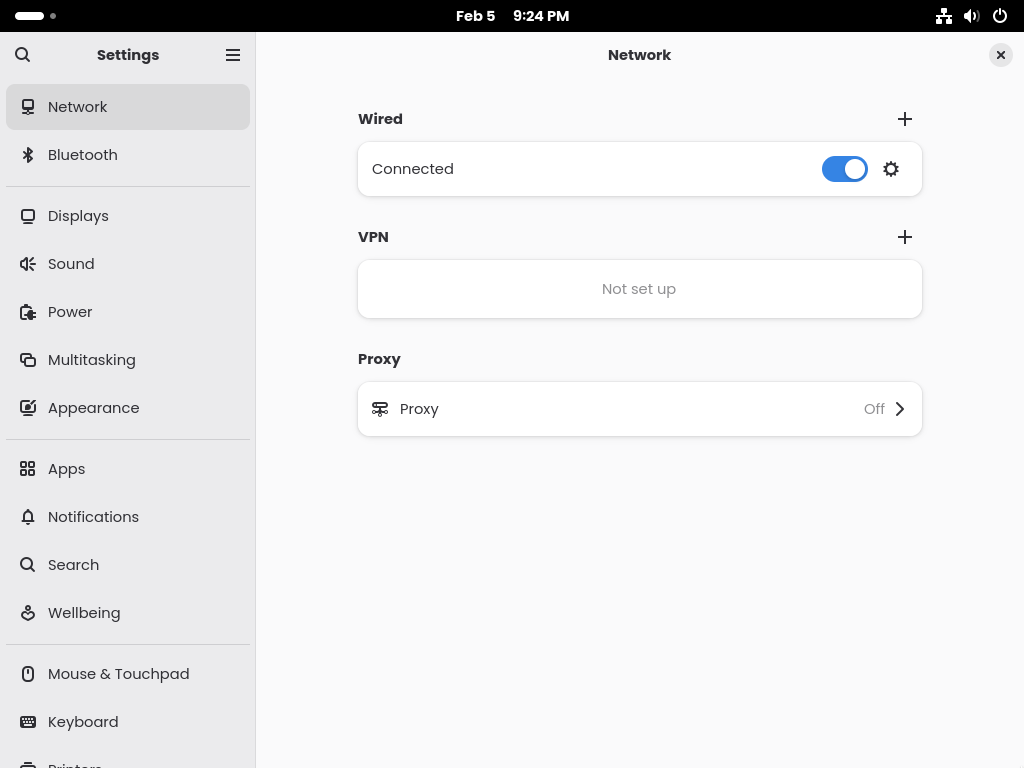 Feb 5 9:24 PM
Settings
Network
Network
Bluetooth
Displays
Sound
Power
Multitasking
Appearance
Apps
Notifications
Search
Wellbeing
Mouse & Touchpad
Keyboard
Printers
Wired
Connected
VPN
Not set up
Proxy
Proxy Off